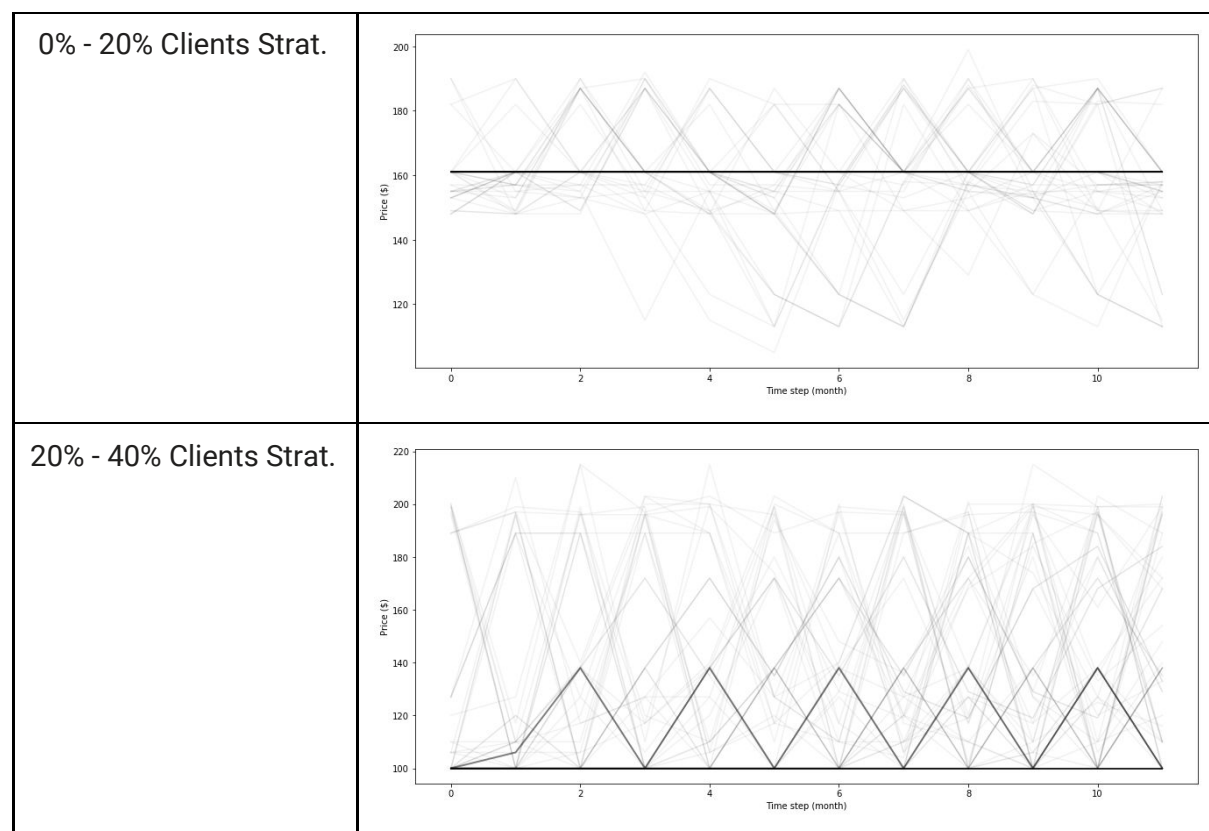 0% - 20% Clients Strat.
200
180
160
140
120
Price ($)
0 2 4 6 8 10
Time step (month)
20% - 40% Clients Strat.
220
200
180
160
140
120
100
Price ($)
0 2 4 6 8 10
Time step (month)